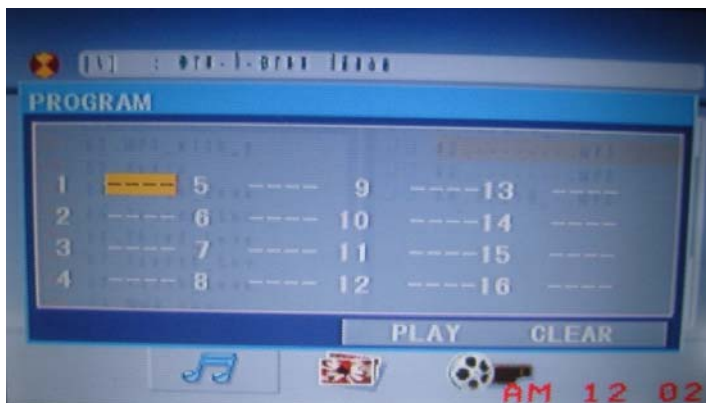 PROGRAM
1 ---- 5 ---- 9 ---- 13 ----
2 ---- 6 ---- 10 ---- 14 ----
3 ---- 7 ---- 11 ---- 15 ----
4 ---- 8 ---- 12 ---- 16 ----
PLAY CLEAR
AM 12 02